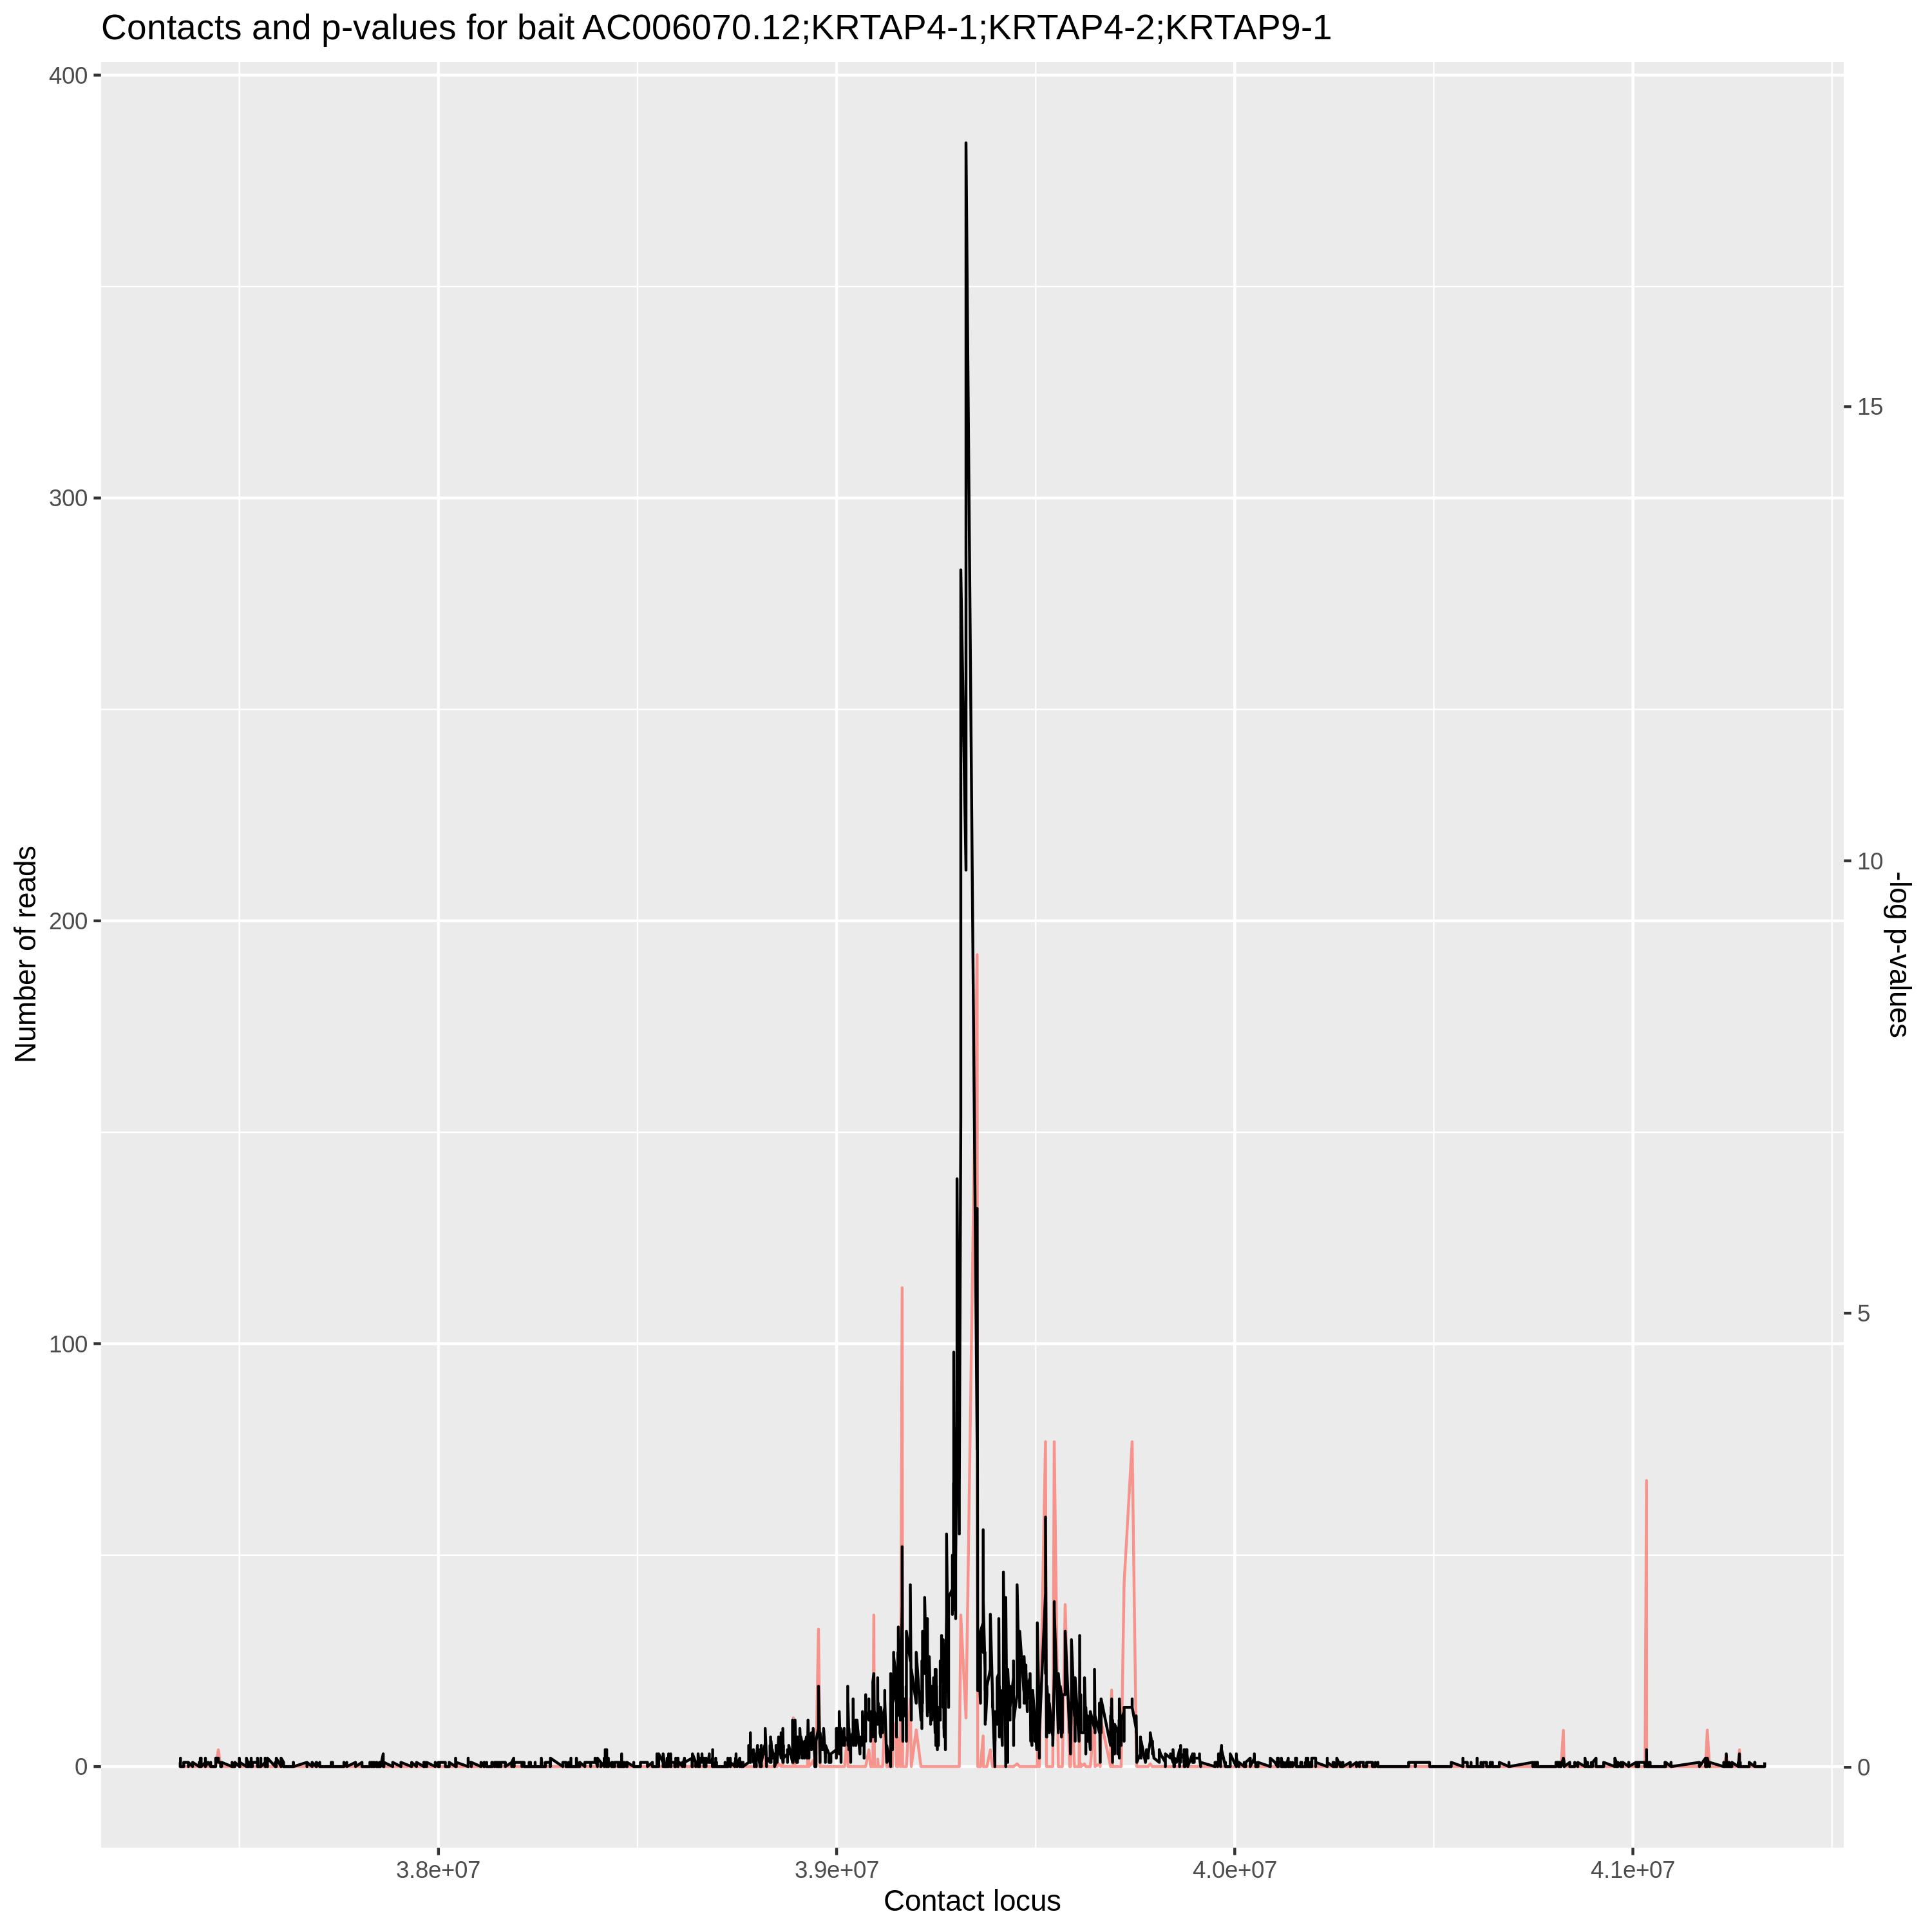 Contacts and p-values for bait AC006070.12;KRTAP4-1;KRTAP4-2;KRTAP9-1
400
300
200
100
0
Number of reads
15
10
5
0
-log p-values
3.8e+07
3.9e+07
4.0e+07
4.1e+07
Contact locus